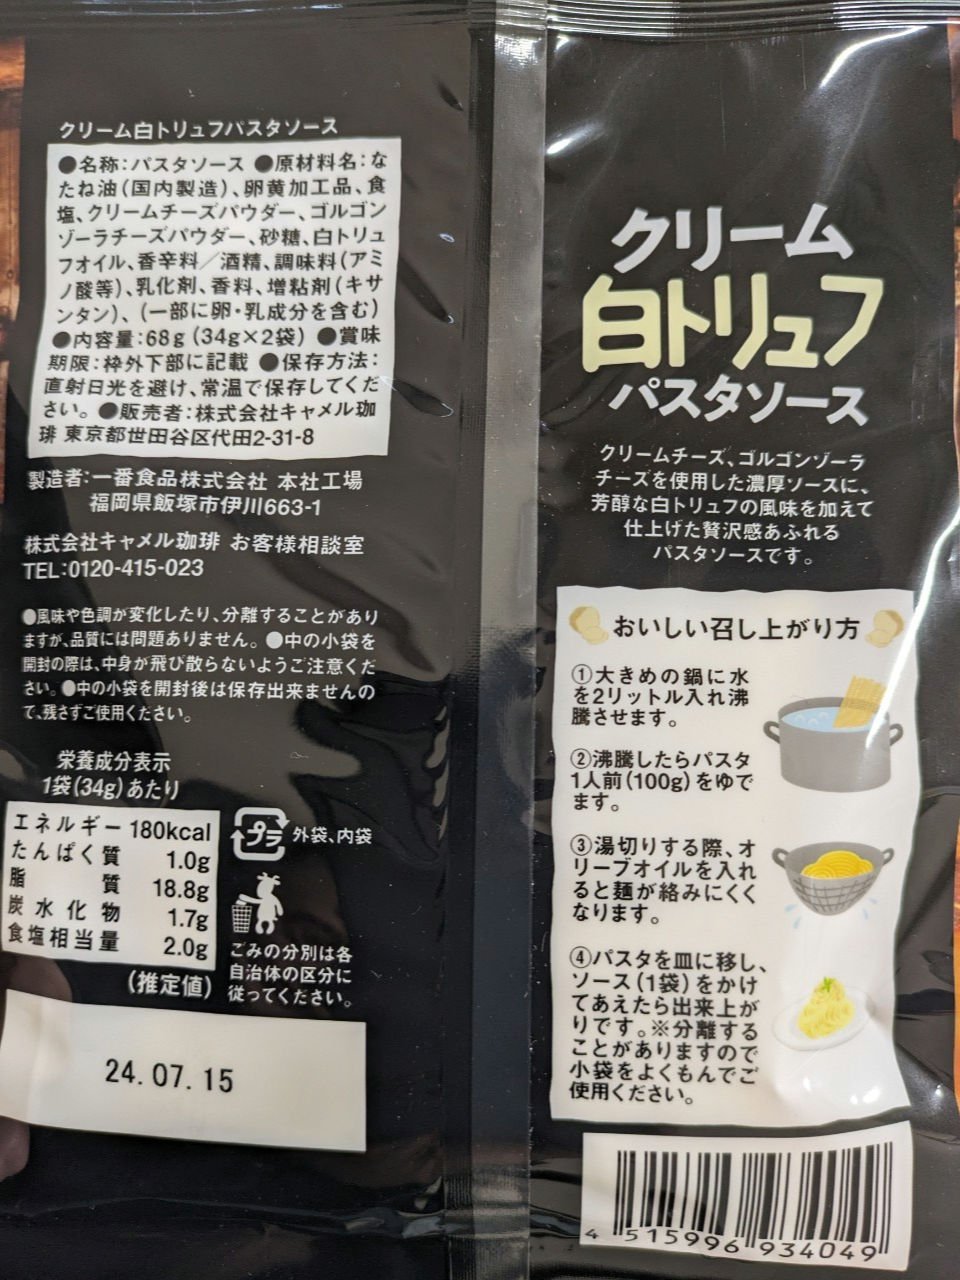 クリーム白トリュフパスタソース
●名称:パスタソース ●原材料名:な
たね油(国内製造)、卵黄加工品、食
塩、クリームチーズパウダー、ゴルゴン
ゾーラチーズパウダー、砂糖、白トリュ
フオイル、香辛料／酒精、調味料(アミ
ノ酸等)、乳化剤、香料、増粘剤(キサ
ンタン)、(一部に卵・乳成分を含む)
●内容量:68g(34g×2袋) ●賞味
期限:枠外下部に記載 ●保存方法:
直射日光を避け、常温で保存してくだ
さい。 ●販売者:株式会社キャメル珈
琲 東京都世田谷区代田2-31-8
製造者:一番食品株式会社 本社工場
福岡県飯塚市伊川663-1
株式会社キャメル珈琲 お客様相談室
TEL:0120-415-023
●風味や色調が変化したり、分離することがあり
ますが、品質には問題ありません。●中の小袋を
開封の際は、中身が飛び散らないようご注意くだ
さい。●中の小袋を開封後は保存出来ませんの
で、残さずご使用ください。
栄養成分表示
1袋(34g)あたり
エネルギー 180kcal
たんぱく質 1.0g
脂質 18.8g
炭水化物 1.7g
食塩相当量 2.0g
(推定値)
プラ 外袋、内袋
ごみの分別は各
自治体の区分に
従ってください。
24.07.15
クリーム
白トリュフ
パスタソース
クリームチーズ、ゴルゴンゾーラ
チーズを使用した濃厚ソースに、
芳醇な白トリュフの風味を加えて
仕上げた贅沢感あふれる
パスタソースです。
おいしい召し上がり方
①大きめの鍋に水
を2リットル入れ沸
騰させます。
②沸騰したらパスタ
1人前(100g)をゆで
ます。
③湯切りする際、オ
リーブオイルを入れ
ると麺が絡みにくく
なります。
④パスタを皿に移し、
ソース(1袋)をかけ
てあえたら出来上が
りです。※分離する
ことがありますので
小袋をよくもんでご
使用ください。
4 515996 934049